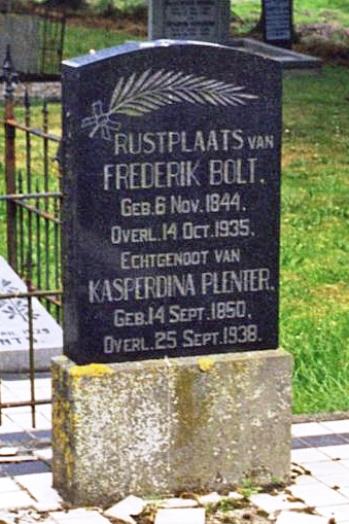 RUSTPLAATS VAN
FREDERIK BOLT.
GEB. 6 NOV. 1844.
OVERL. 14 OCT. 1935.
ECHTGENOOT VAN
KASPERDINA PLENTER.
GEB. 14 SEPT. 1850.
OVERL. 25 SEPT. 1938.